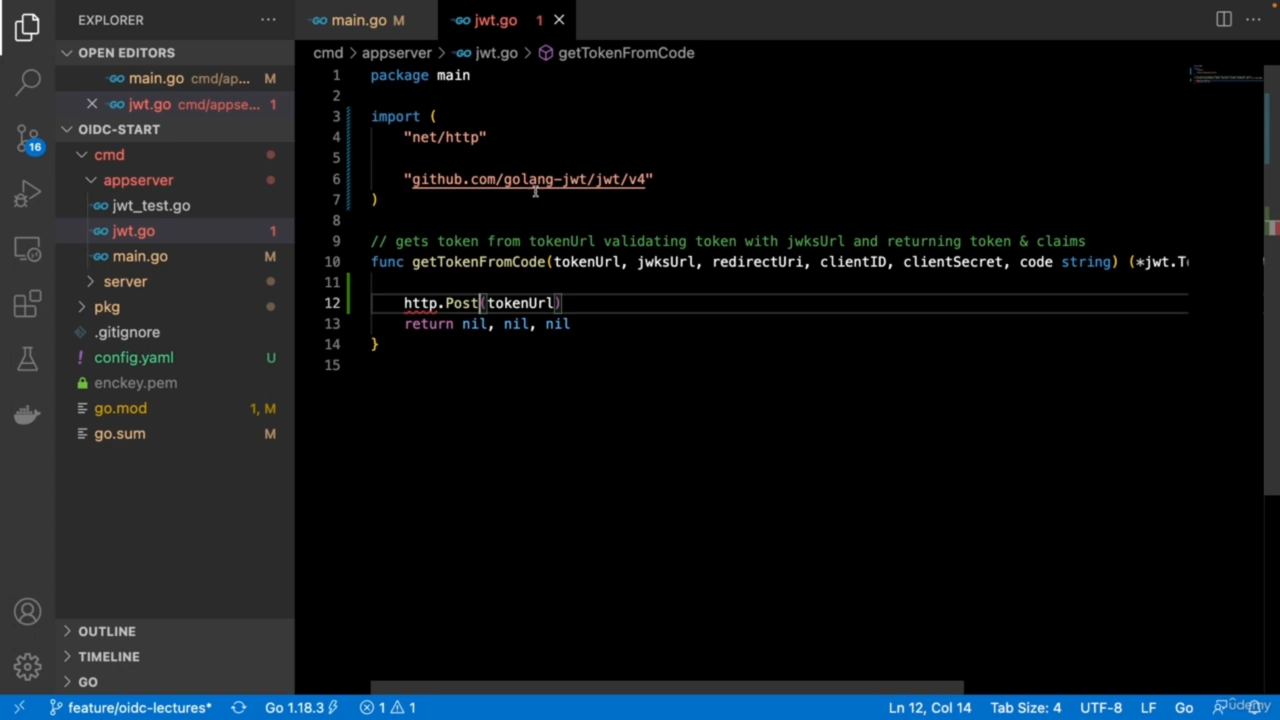 EXPLORER
OPEN EDITORS
main.go cmd/ap... M
jwt.go cmd/appse... 1
OIDC-START
cmd
appserver
jwt_test.go
jwt.go 1
main.go M
server
pkg
.gitignore
config.yaml U
enckey.pem
go.mod 1, M
go.sum M
OUTLINE
TIMELINE
GO
16
main.go M
jwt.go 1
cmd > appserver > jwt.go > getTokenFromCode
1 package main
2
3 import (
4 "net/http"
5
6 "github.com/golang-jwt/jwt/v4"
7 )
8
9 // gets token from tokenUrl validating token with jwksUrl and returning token & claims
10 func getTokenFromCode(tokenUrl, jwksUrl, redirectUri, clientID, clientSecret, code string) (*jwt.T
11
12 http.Post(tokenUrl)
13 return nil, nil, nil
14 }
15
feature/oidc-lectures* Go 1.18.3 1 1 Ln 12, Col 14 Tab Size: 4 UTF-8 LF Go
Udemy